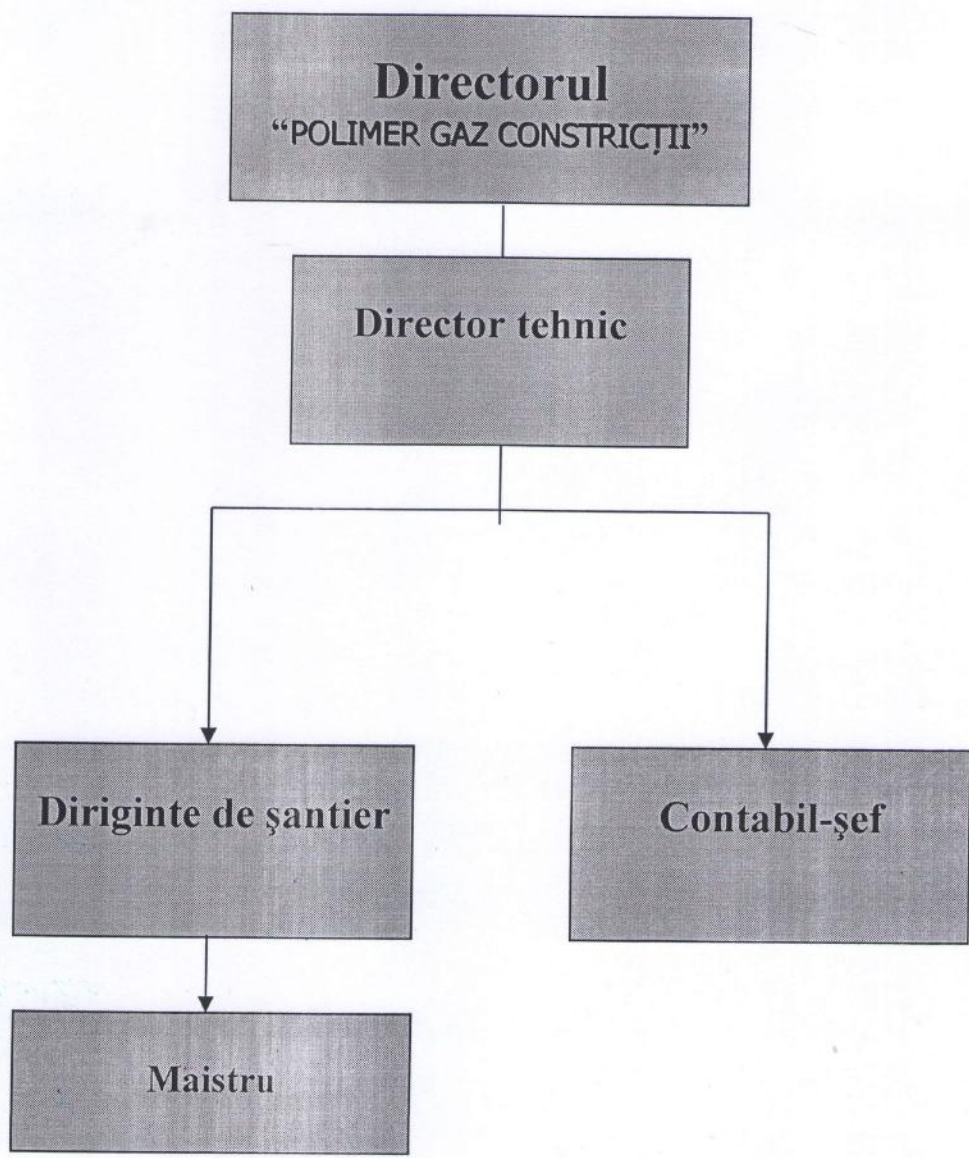 Directorul
“POLIMER GAZ CONSTRICȚII”
Director tehnic
Diriginte de şantier
Contabil-şef
Maistru